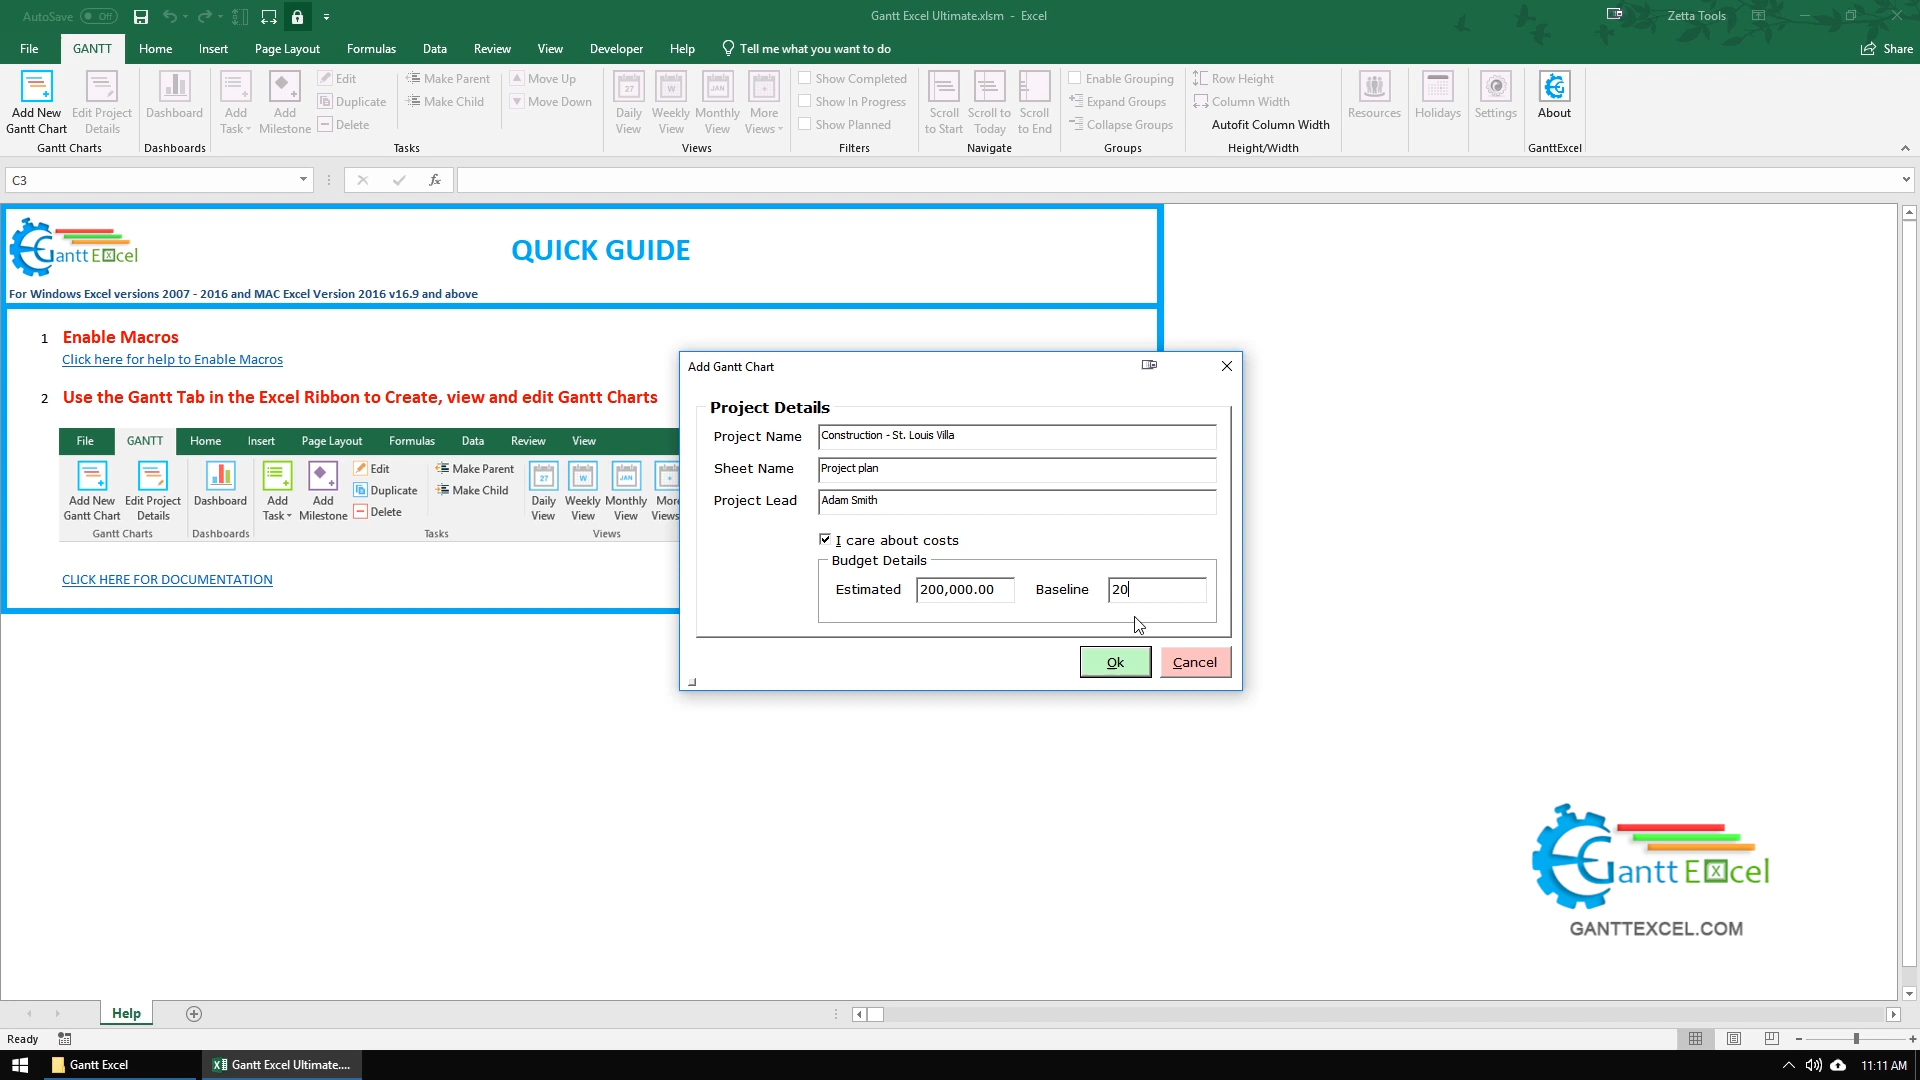 AutoSave Off
Gantt Excel Ultimate.xlsm - Excel
Zetta Tools
File GANTT Home Insert Page Layout Formulas Data Review View Developer Help Tell me what you want to do
Share
Add New Gantt Chart
Edit Project Details
Gantt Charts
Dashboard
Dashboards
Add Task
Add Milestone
Edit
Duplicate
Delete
Make Parent
Make Child
Move Up
Move Down
Tasks
27
Daily View
W
Weekly View
JAN
Monthly View
More Views
Views
Show Completed
Show In Progress
Show Planned
Filters
Scroll to Start
Scroll to Today
Scroll to End
Navigate
Enable Grouping
Expand Groups
Collapse Groups
Groups
Row Height
Column Width
Autofit Column Width
Height/Width
Resources
Holidays
Settings
About
GanttExcel
C3
fx
Gantt Excel
QUICK GUIDE
For Windows Excel versions 2007 - 2016 and MAC Excel Version 2016 v16.9 and above
1 Enable Macros
Click here for help to Enable Macros
2 Use the Gantt Tab in the Excel Ribbon to Create, view and edit Gantt Charts
File GANTT Home Insert Page Layout Formulas Data Review View
Add New Gantt Chart
Edit Project Details
Gantt Charts
Dashboard
Dashboards
Add Task
Add Milestone
Edit
Duplicate
Delete
Make Parent
Make Child
Tasks
27
Daily View
W
Weekly View
JAN
Monthly View
More Views
Views
CLICK HERE FOR DOCUMENTATION
Add Gantt Chart
Project Details
Project Name Construction - St. Louis Villa
Sheet Name Project plan
Project Lead Adam Smith
I care about costs
Budget Details
Estimated 200,000.00 Baseline 20
Ok Cancel
Gantt Excel
GANTTEXCEL.COM
Help
Ready
Gantt Excel
Gantt Excel Ultimate....
11:11 AM